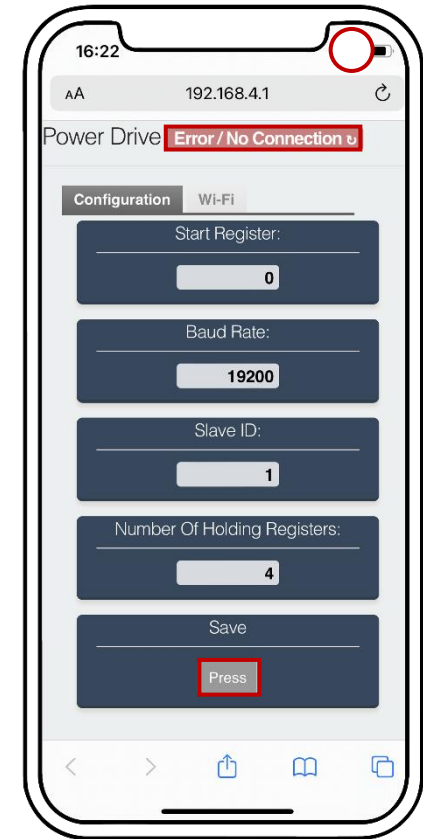 16:22
AA 192.168.4.1
Power Drive Error / No Connection ↻
Configuration Wi-Fi
Start Register:
0
Baud Rate:
19200
Slave ID:
1
Number Of Holding Registers:
4
Save
Press